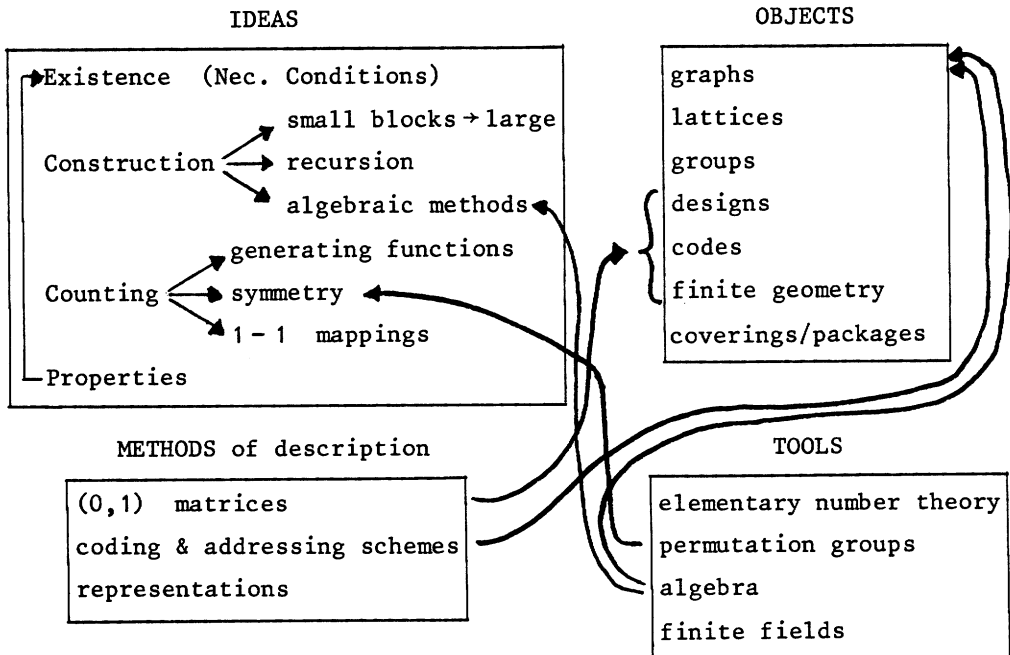 IDEAS
Existence (Nec. Conditions)
small blocks → large
Construction
recursion
algebraic methods
generating functions
Counting
symmetry
1 - 1 mappings
Properties
OBJECTS
graphs
lattices
groups
designs
codes
finite geometry
coverings/packages
METHODS of description
(0,1) matrices
coding & addressing schemes
representations
TOOLS
elementary number theory
permutation groups
algebra
finite fields